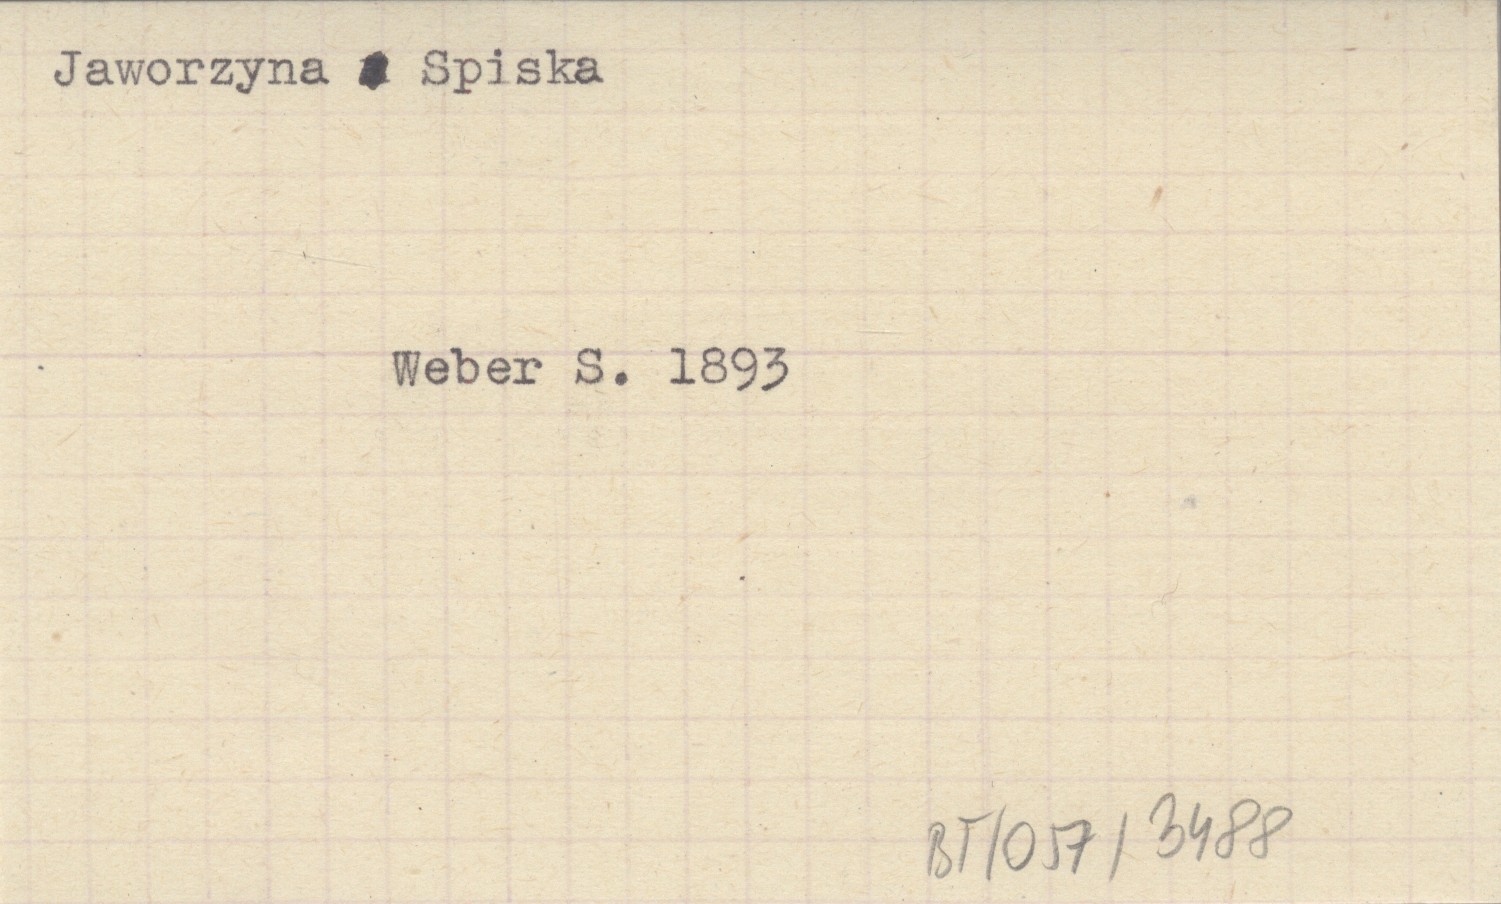 Jaworzyna Spiska
Weber S. 1893
BT/057/3488